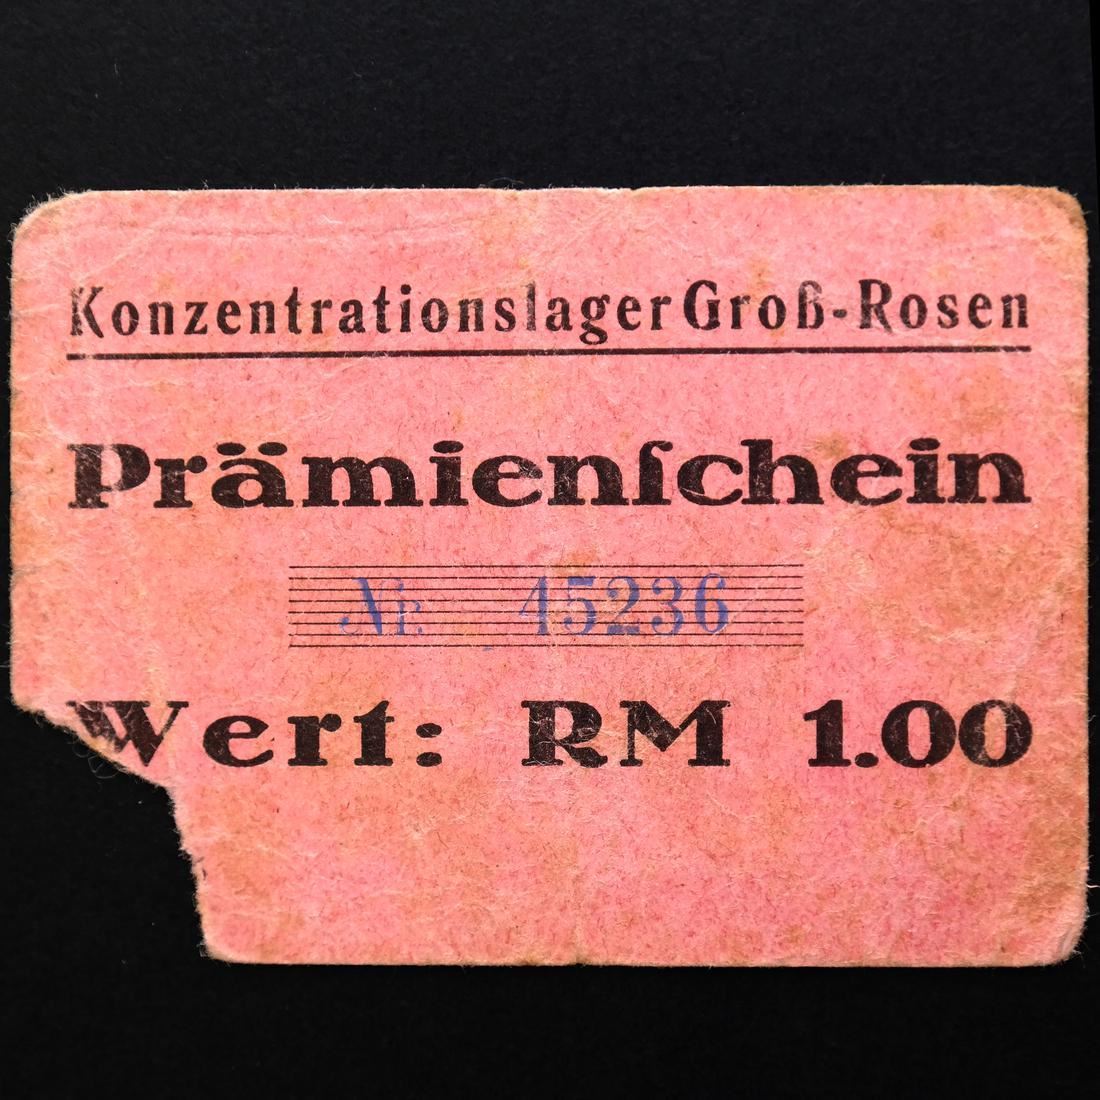 Konzentrationslager Groß-Rosen
Prämienſchein
Nr. 45236
Wert: RM 1.00